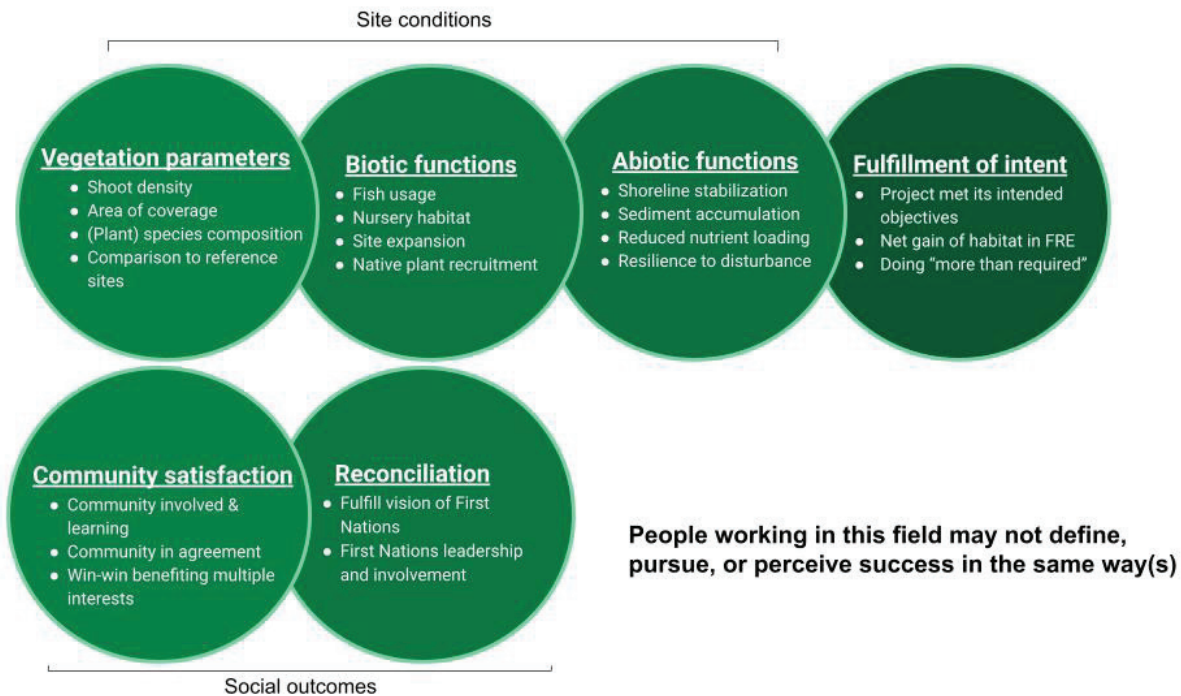 Site conditions
Vegetation parameters
● Shoot density
● Area of coverage
● (Plant) species composition
● Comparison to reference
sites
Biotic functions
● Fish usage
● Nursery habitat
● Site expansion
● Native plant recruitment
Abiotic functions
● Shoreline stabilization
● Sediment accumulation
● Reduced nutrient loading
● Resilience to disturbance
Fulfillment of intent
● Project met its intended
objectives
● Net gain of habitat in FRE
● Doing “more than required”
Community satisfaction
● Community involved &
learning
● Community in agreement
● Win-win benefiting multiple
interests
Reconciliation
● Fulfill vision of First
Nations
● First Nations leadership
and involvement
People working in this field may not define,
pursue, or perceive success in the same way(s)
Social outcomes